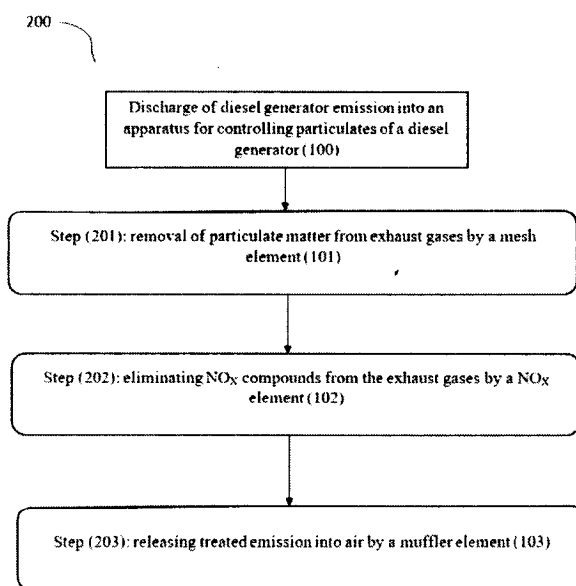 200
Discharge of diesel generator emission into an
apparatus for controlling particulates of a diesel
generator (100)
Step (201): removal of particulate matter from exhaust gases by a mesh
element (101)
Step (202): eliminating NOX compounds from the exhaust gases by a NOX
element (102)
Step (203): releasing treated emission into air by a muffler element (103)